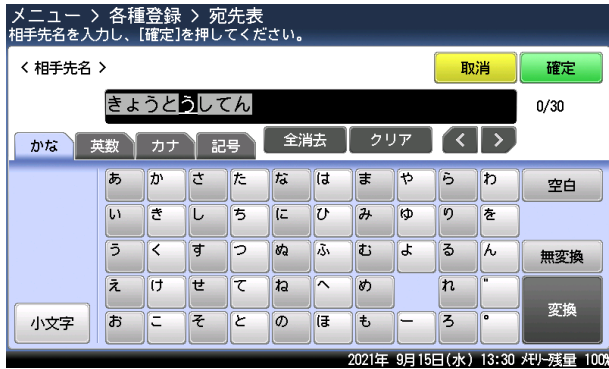 メニュー > 各種登録 > 宛先表
相手先名を入力し、[確定]を押してください。
< 相手先名 >
取消
確定
きょうとうしてん
0/30
かな 英数 カナ 記号 全消去 クリア < >
あ か さ た な は ま や ら わ 空白
い き し ち に ひ み ゆ り を
う く す つ ぬ ふ む よ る ん 無変換
え け せ て ね へ め れ ゛ 変換
小文字 お こ そ と の ほ も ー ろ ゜
2021年 9月15日(水) 13:30 メモリー残量 100%